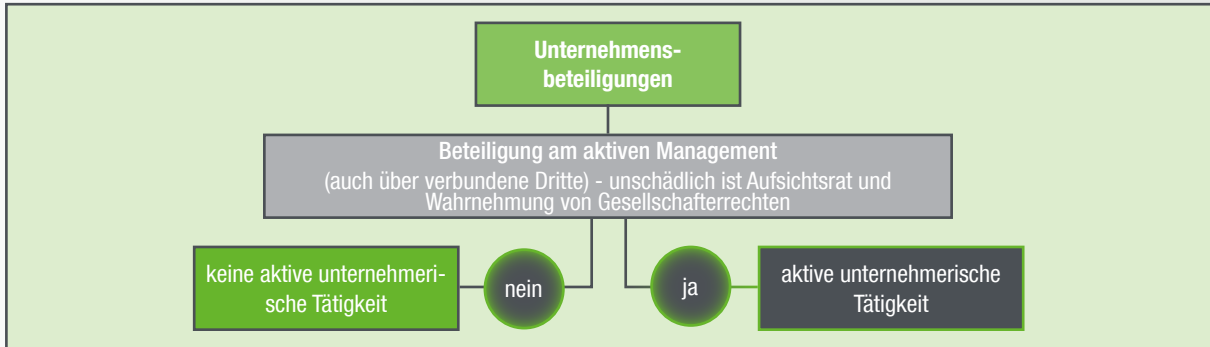 Unternehmens-
beteiligungen
Beteiligung am aktiven Management
(auch über verbundene Dritte) - unschädlich ist Aufsichtsrat und
Wahrnehmung von Gesellschafterrechten
keine aktive unternehmeri-
sche Tätigkeit
nein
ja
aktive unternehmerische
Tätigkeit